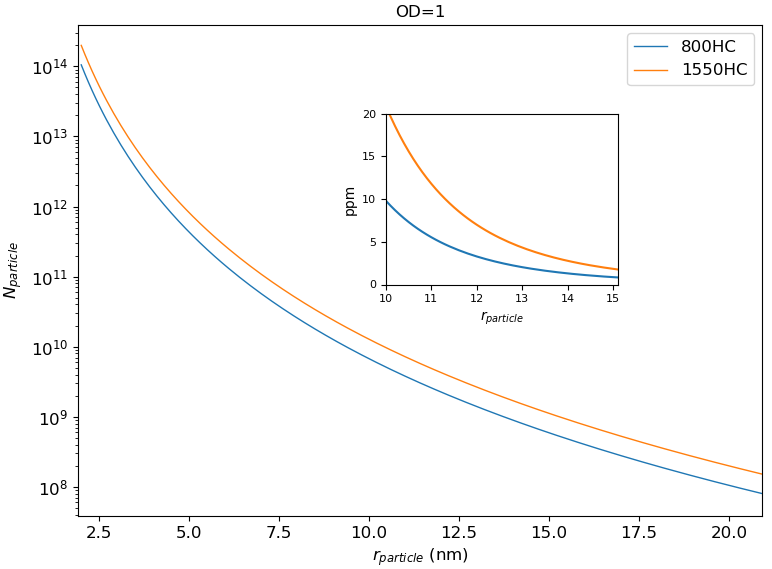 OD=1
800HC
1550HC
10^14
10^13
10^12
10^11
10^10
10^9
10^8
N_particle
2.5 5.0 7.5 10.0 12.5 15.0 17.5 20.0
r_particle (nm)
20
15
10
5
0
ppm
10 11 12 13 14 15
r_particle